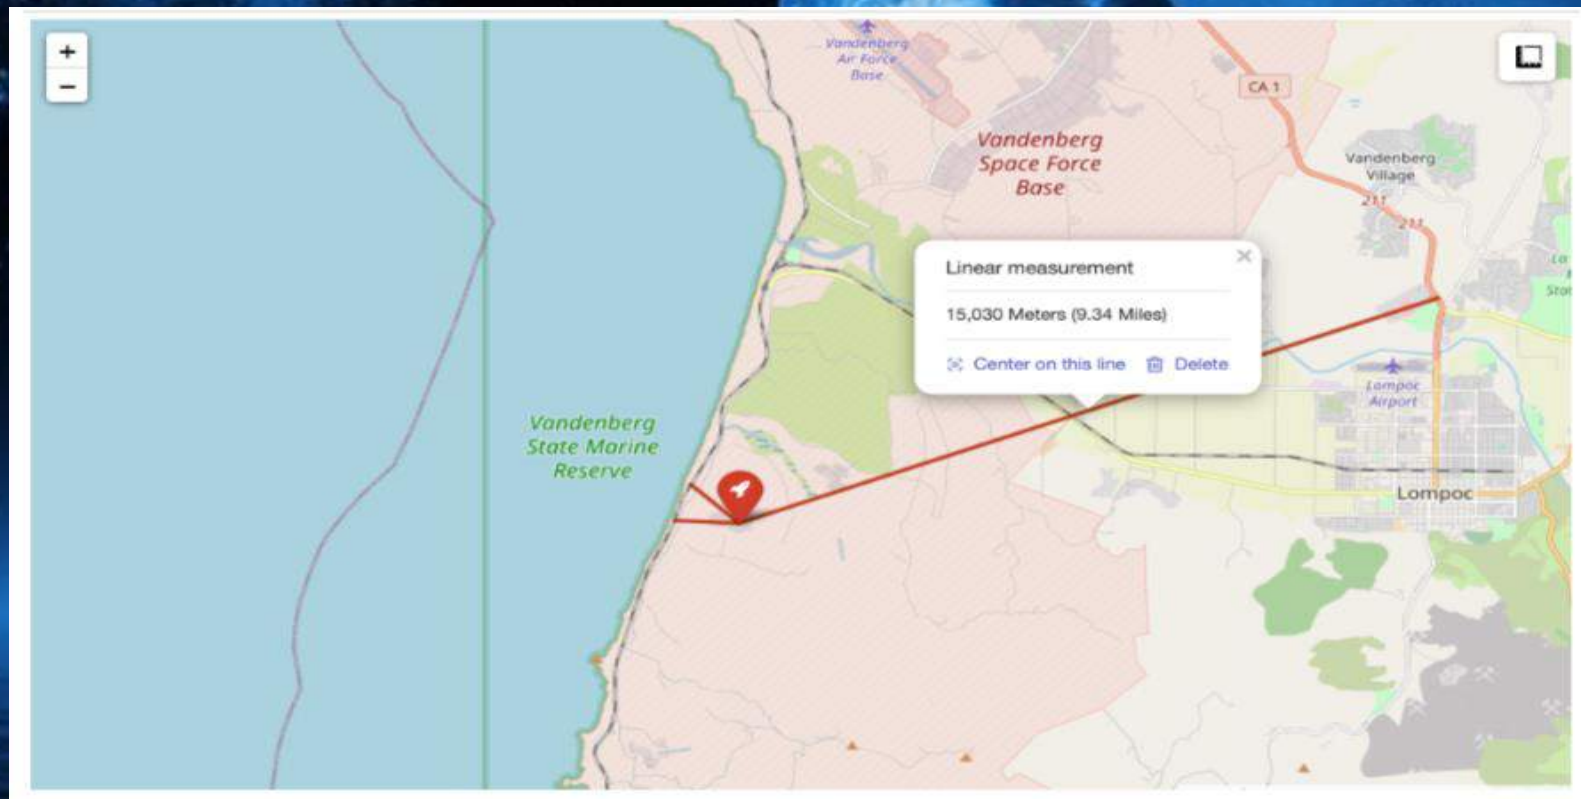 +
−
Vandenberg
Air Force
Base
CA 1
Vandenberg
Space Force
Base
Vandenberg
Village
211
211
Linear measurement
15,030 Meters (9.34 Miles)
Center on this line
Delete
Lompoc
Airport
Vandenberg
State Marine
Reserve
Lompoc